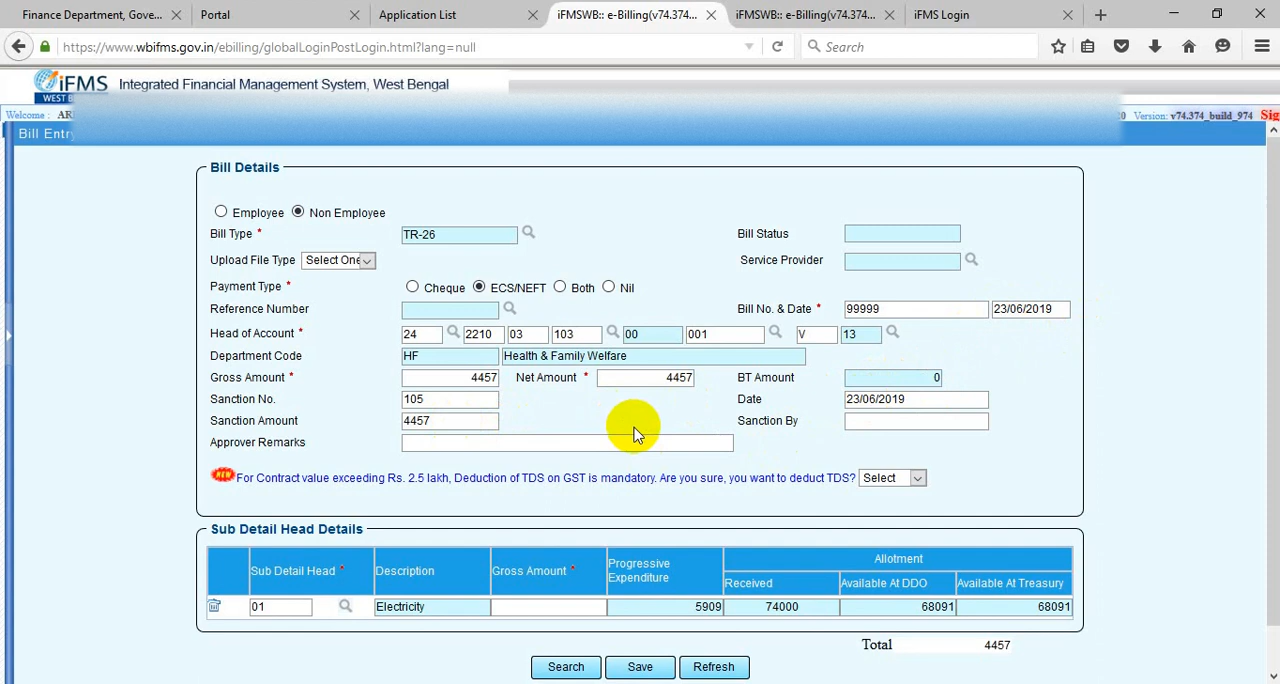 Finance Department, Gove... Portal Application List iFMSWB:: e-Billing(v74.374... iFMSWB:: e-Billing(v74.374... iFMS Login
https://www.wbifms.gov.in/ebilling/globalLoginPostLogin.html?lang=null Search
iFMS Integrated Financial Management System, West Bengal
WEST B
Welcome : AR 20 Version: v74.374_build_974 Sig
Bill Entry
Bill Details
Employee Non Employee
Bill Type * TR-26 Bill Status
Upload File Type Select One Service Provider
Payment Type * Cheque ECS/NEFT Both Nil
Reference Number Bill No. & Date * 99999 23/06/2019
Head of Account * 24 2210 03 103 00 001 V 13
Department Code HF Health & Family Welfare
Gross Amount * 4457 Net Amount * 4457 BT Amount 0
Sanction No. 105 Date 23/06/2019
Sanction Amount 4457 Sanction By
Approver Remarks
NEW For Contract value exceeding Rs. 2.5 lakh, Deduction of TDS on GST is mandatory. Are you sure, you want to deduct TDS? Select
Sub Detail Head Details
Sub Detail Head * Description Gross Amount * Progressive Expenditure Allotment
Received Available At DDO Available At Treasury
01 Electricity 5909 74000 68091 68091
Total 4457
Search Save Refresh